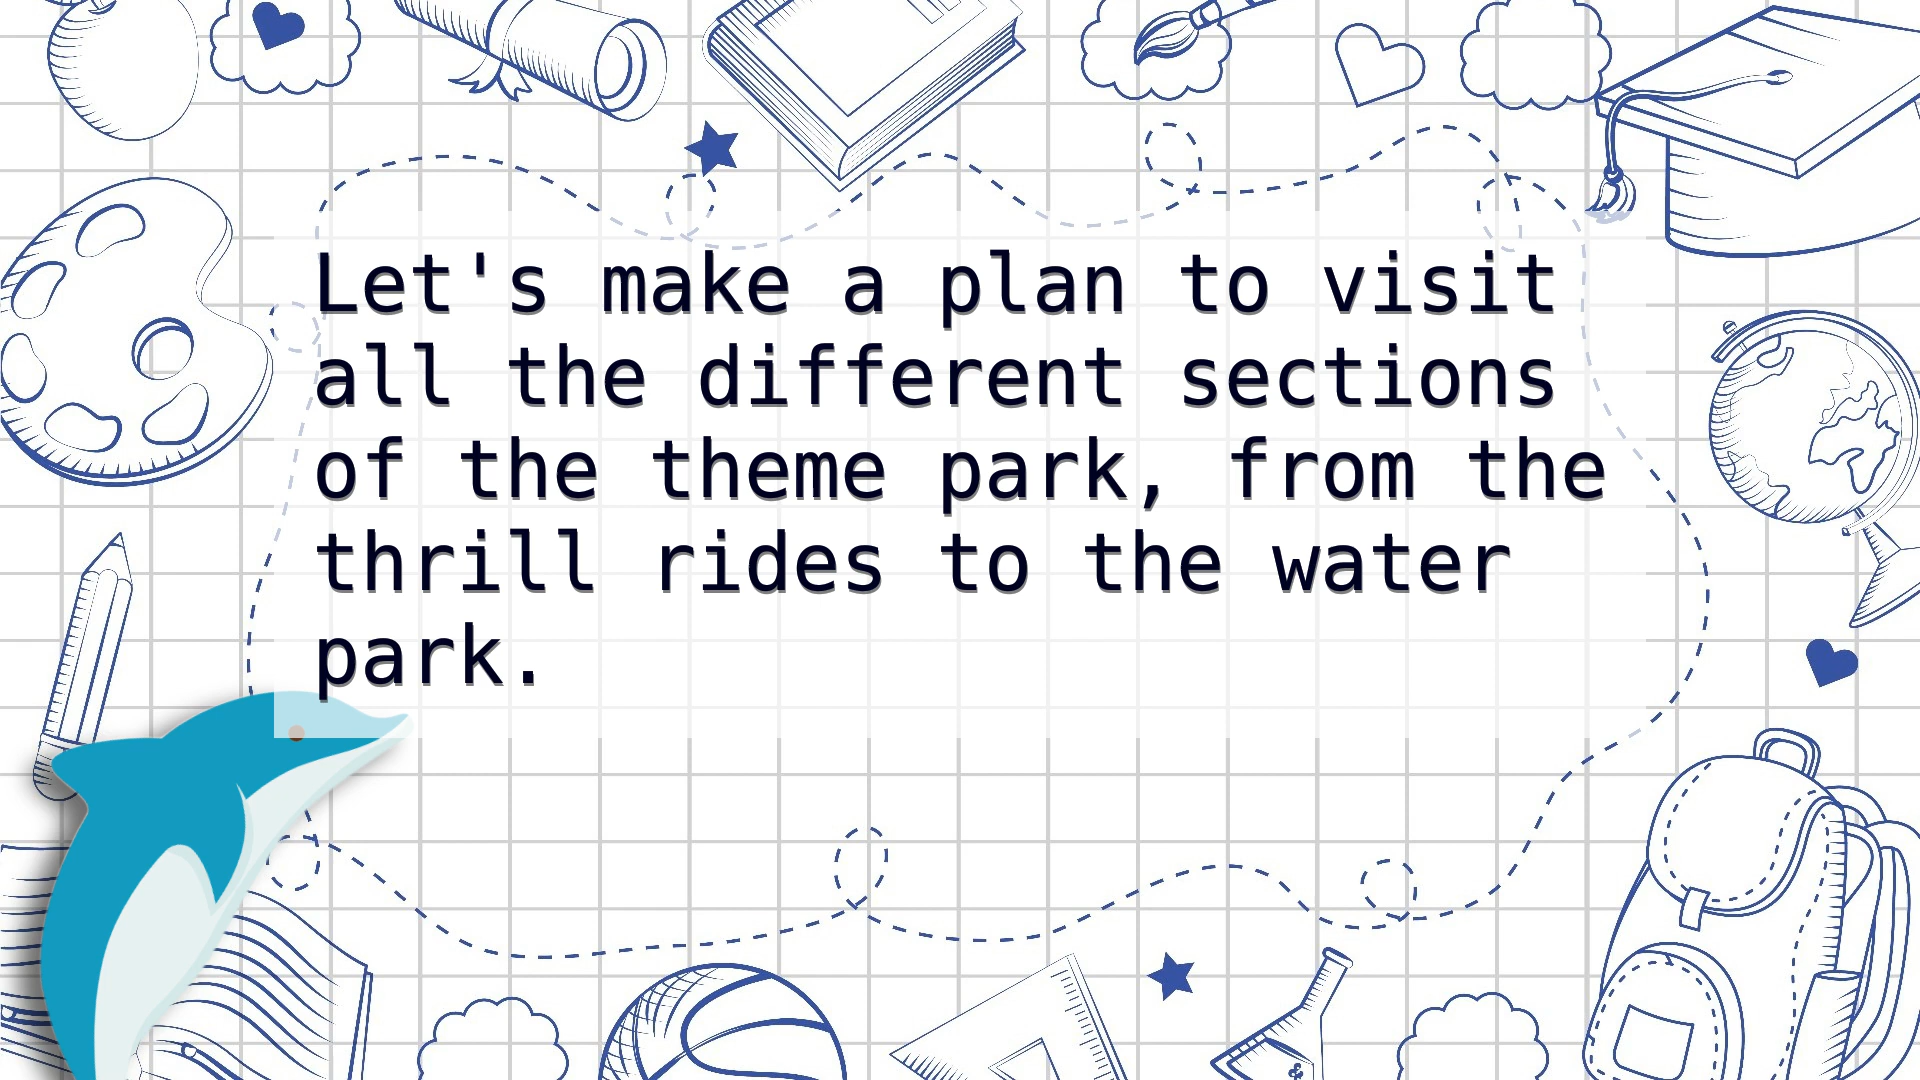 Let's make a plan to visit
all the different sections
of the theme park, from the
thrill rides to the water
park.